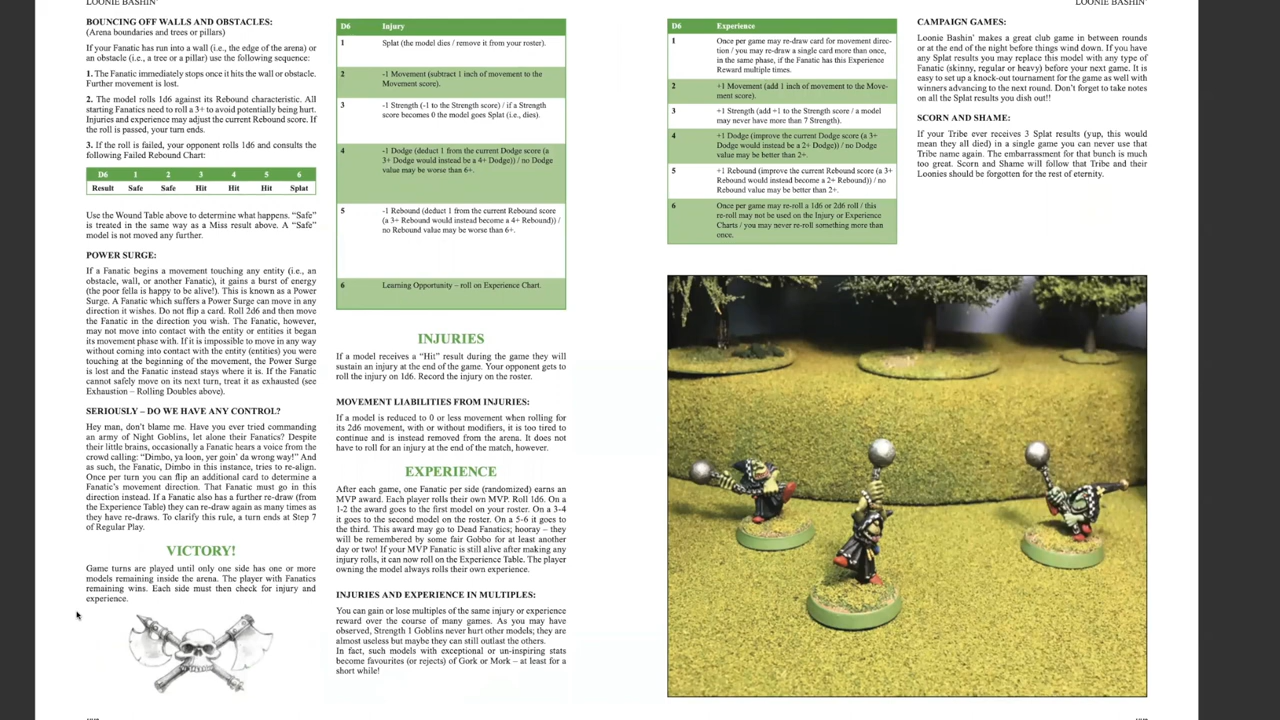 LOONIE BASHIN'
LOONIE BASHIN'
BOUNCING OFF WALLS AND OBSTACLES:
(Arena boundaries and trees or pillars)
If your Fanatic has run into a wall (i.e., the edge of the arena) or
an obstacle (i.e., a tree or a pillar) use the following sequence:
1. The Fanatic immediately stops once it hits the wall or obstacle.
Further movement is lost.
2. The model rolls 1d6 against its Rebound characteristic. All
starting Fanatics need to roll a 3+ to avoid potentially being hurt.
Injuries and experience may adjust the current Rebound score. If
the roll is passed, your turn ends.
3. If the roll is failed, your opponent rolls 1d6 and consults the
following Failed Rebound Chart:
D6 1 2 3 4 5 6
Result Safe Safe Hit Hit Hit Splat
Use the Wound Table above to determine what happens. "Safe"
is treated in the same way as a Miss result above. A "Safe"
model is not moved any further.
POWER SURGE:
If a Fanatic begins a movement touching any entity (i.e., an
obstacle, wall, or another Fanatic), it gains a burst of energy
(the poor fella is happy to be alive!). This is known as a Power
Surge. A Fanatic which suffers a Power Surge can move in any
direction it wishes. Do not flip a card. Roll 2d6 and then move
the Fanatic in the direction you wish. The Fanatic, however,
may not move into contact with the entity or entities it began
its movement phase with. If it is impossible to move in any way
without coming into contact with the entity (entities) you were
touching at the beginning of the movement, the Power Surge
is lost and the Fanatic instead stays where it is. If the Fanatic
cannot safely move on its next turn, treat it as exhausted (see
Exhaustion – Rolling Doubles above).
SERIOUSLY – DO WE HAVE ANY CONTROL?
Hey man, don't blame me. Have you ever tried commanding
an army of Night Goblins, let alone their Fanatics? Despite
their little brains, occasionally a Fanatic hears a voice from the
crowd calling: "Dimbo, ya loon, yer goin' da wrong way!" And
as such, the Fanatic, Dimbo in this instance, tries to re-align.
Once per turn you can flip an additional card to determine a
Fanatic's movement direction. That Fanatic must go in this
direction instead. If a Fanatic also has a further re-draw (from
the Experience Table) they can re-draw again as many times as
they have re-draws. To clarify this rule, a turn ends at Step 7
of Regular Play.
VICTORY!
Game turns are played until only one side has one or more
models remaining inside the arena. The player with Fanatics
remaining wins. Each side must then check for injury and
experience.
D6 Injury
1 Splat (the model dies / remove it from your roster).
2 -1 Movement (subtract 1 inch of movement to the
Movement score).
3 -1 Strength (-1 to the Strength score) / if a Strength
score becomes 0 the model goes Splat (i.e., dies).
4 -1 Dodge (deduct 1 from the current Dodge score (a
3+ Dodge would instead be a 4+ Dodge)) / no Dodge
value may be worse than 6+.
5 -1 Rebound (deduct 1 from the current Rebound score
(a 3+ Rebound would instead become a 4+ Rebound)) /
no Rebound value may be worse than 6+.
6 Learning Opportunity – roll on Experience Chart.
INJURIES
If a model receives a "Hit" result during the game they will
sustain an injury at the end of the game. Your opponent gets to
roll the injury on 1d6. Record the injury on the roster.
MOVEMENT LIABILITIES FROM INJURIES:
If a model is reduced to 0 or less movement when rolling for
its 2d6 movement, with or without modifiers, it is too tired to
continue and is instead removed from the arena. It does not
have to roll for an injury at the end of the match, however.
EXPERIENCE
After each game, one Fanatic per side (randomized) earns an
MVP award. Each player rolls their own MVP. Roll 1d6. On a
1-2 the award goes to the first model on your roster. On a 3-4
it goes to the second model on the roster. On a 5-6 it goes to
the third. This award may go to Dead Fanatics; hooray – they
will be remembered by some fair Gobbo for at least another
day or two! If your MVP Fanatic is still alive after making any
injury rolls, it can now roll on the Experience Table. The player
owning the model always rolls their own experience.
INJURIES AND EXPERIENCE IN MULTIPLES:
You can gain or lose multiples of the same injury or experience
reward over the course of many games. As you may have
observed, Strength 1 Goblins never hurt other models; they are
almost useless but maybe they can still outlast the others.
In fact, such models with exceptional or un-inspiring stats
become favourites (or rejects) of Gork or Mork – at least for a
short while!
D6 Experience
1 Once per game may re-draw card for movement direc-
tion / you may re-draw a single card more than once,
in the same phase, if the Fanatic has this Experience
Reward multiple times.
2 +1 Movement (add 1 inch of movement to the Move-
ment score).
3 +1 Strength (add +1 to the Strength score / a model
may never have more than 7 Strength).
4 +1 Dodge (improve the current Dodge score (a 3+
Dodge would instead be a 2+ Dodge)) / no Dodge
value may be better than 2+.
5 +1 Rebound (improve the current Rebound score (a 3+
Rebound would instead become a 2+ Rebound)) / no
Rebound value may be better than 2+.
6 Once per game may re-roll a 1d6 or 2d6 roll / this
re-roll may not be used on the Injury or Experience
Charts / you may never re-roll something more than
once.
CAMPAIGN GAMES:
Loonie Bashin' makes a great club game in between rounds
or at the end of the night before things wind down. If you have
any Splat results you may replace this model with any type of
Fanatic (skinny, regular or heavy) before your next game. It is
easy to set up a knock-out tournament for the game as well with
winners advancing to the next round. Don't forget to take notes
on all the Splat results you dish out!!
SCORN AND SHAME:
If your Tribe ever receives 3 Splat results (yup, this would
mean they all died) in a single game you can never use that
Tribe name again. The embarrassment for that bunch is much
too great. Scorn and Shame will follow that Tribe and their
Loonies should be forgotten for the rest of eternity.